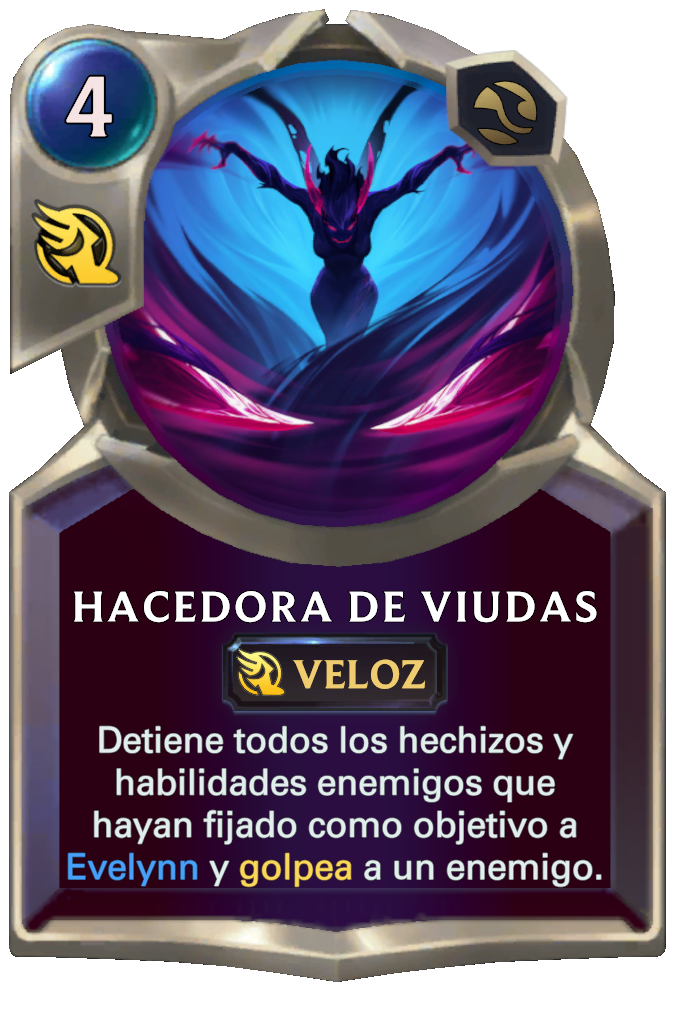 4
HACEDORA DE VIUDAS
VELOZ
Detiene todos los hechizos y
habilidades enemigos que
hayan fijado como objetivo a
Evelynn y golpea a un enemigo.